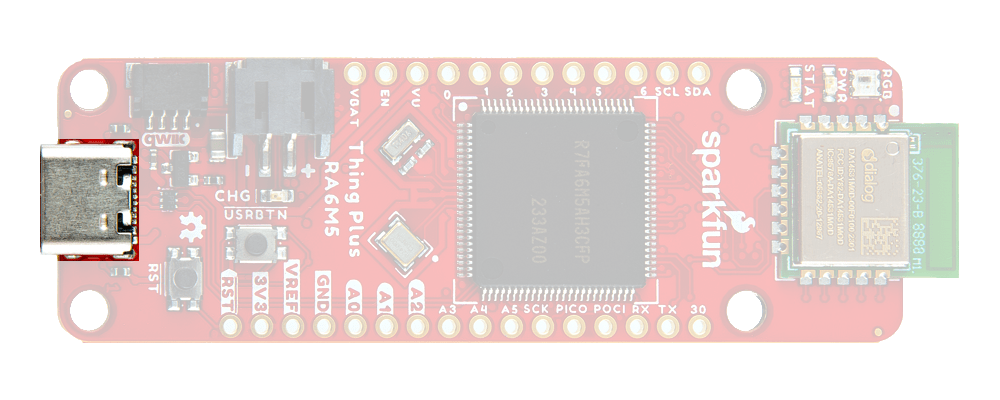 VBAT
EN
VU
0
1
2
3
4
5
6
SCL
SDA
STAT
PWR
RGB
qwiic
-
+
CHG
USRBTN
Thing Plus
RA6M5
RST
R7FA6M5AH3CFP
233AZ00
sparkfun
dialog
376-23-B
RST
3V3
VREF
GND
A0
A1
A2
A3
A4
A5
SCK
PICO
POCI
RX
TX
30